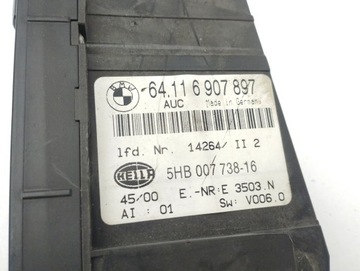 BMW
64.11 6 907 897
AUC Made in Germany
lfd. Nr. 14264/ II 2
HELLA
5HB 007 738-16
45/00 E.-NR:E 3503.N
AI : 01 SW: V006.0